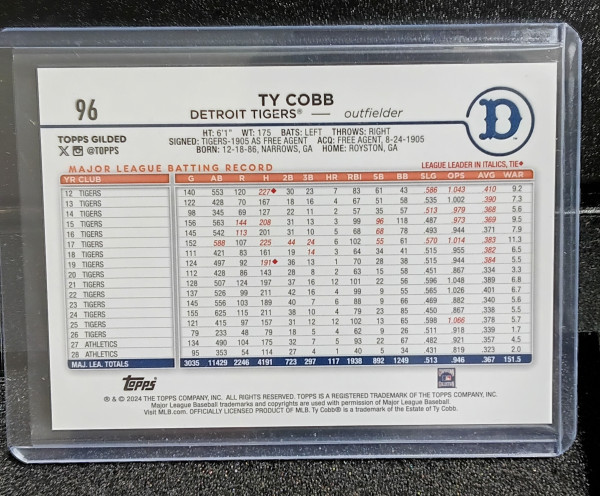 96
TY COBB
DETROIT TIGERS® — outfielder
D
TOPPS GILDED
@TOPPS
HT: 6'1" WT: 175 BATS: LEFT THROWS: RIGHT
SIGNED: TIGERS-1905 AS FREE AGENT ACQ: FREE AGENT, 8-24-1905
BORN: 12-18-86, NARROWS, GA HOME: ROYSTON, GA
MAJOR LEAGUE BATTING RECORD LEAGUE LEADER IN ITALICS, TIE♦
YR CLUB G AB R H 2B 3B HR RBI SB BB SLG OPS AVG WAR
12 TIGERS 140 553 120 227♦ 30 23 7 83 61 43 .586 1.043 .410 9.2
13 TIGERS 122 428 70 167 18 16 4 67 51 58 .535 1.002 .390 7.3
14 TIGERS 98 345 69 127 22 11 2 57 35 57 .513 .979 .368 5.6
15 TIGERS 156 563 144 208 31 13 3 99 96 118 .487 .973 .369 9.5
16 TIGERS 145 542 113 201 31 10 5 68 68 78 .493 .944 .371 7.9
17 TIGERS 152 588 107 225 44 24 6 102 55 61 .570 1.014 .383 11.3
18 TIGERS 111 421 83 161 19 14 3 64 34 41 .515 .955 .382 6.5
19 TIGERS 124 497 92 191♦ 36 13 1 70 28 38 .515 .944 .384 5.5
20 TIGERS 112 428 86 143 28 8 2 63 15 58 .451 .867 .334 3.3
21 TIGERS 128 507 124 197 37 16 12 101 22 56 .596 1.048 .389 6.8
22 TIGERS 137 526 99 211 42 16 4 99 9 55 .565 1.026 .401 6.7
23 TIGERS 145 556 103 189 40 7 6 88 9 66 .469 .882 .340 5.6
24 TIGERS 155 625 115 211 38 10 4 79 23 85 .450 .867 .338 5.5
25 TIGERS 121 415 97 157 31 12 12 102 13 65 .598 1.066 .378 5.7
26 TIGERS 79 233 48 79 18 5 4 62 9 26 .511 .918 .339 1.7
27 ATHLETICS 134 490 104 175 32 7 5 93 22 67 .482 .921 .357 4.5
28 ATHLETICS 95 353 54 114 27 4 1 40 5 34 .431 .819 .323 2.0
MAJ. LEA. TOTALS 3035 11429 2246 4191 723 297 117 1938 892 1249 .513 .946 .367 151.5
Topps
® & © 2024 THE TOPPS COMPANY, INC. ALL RIGHTS RESERVED. TOPPS IS A REGISTERED TRADEMARK OF THE TOPPS COMPANY, INC.
Major League Baseball trademarks and copyrights are used with permission of Major League Baseball.
Visit MLB.com. OFFICIALLY LICENSED PRODUCT OF MLB. Ty Cobb® is a trademark of the Estate of Ty Cobb.